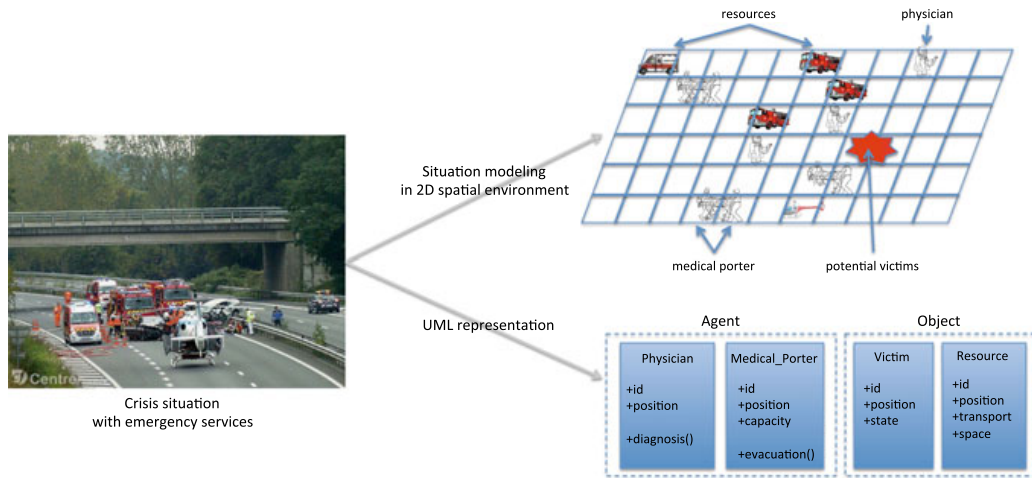 resources
physician
Situation modeling
in 2D spatial environment
medical porter
potential victims
UML representation
Agent
Object
Physician
+id
+position
+diagnosis()
Medical_Porter
+id
+position
+capacity
+evacuation()
Victim
+id
+position
+state
Resource
+id
+position
+transport
+space
Centre
Crisis situation
with emergency services